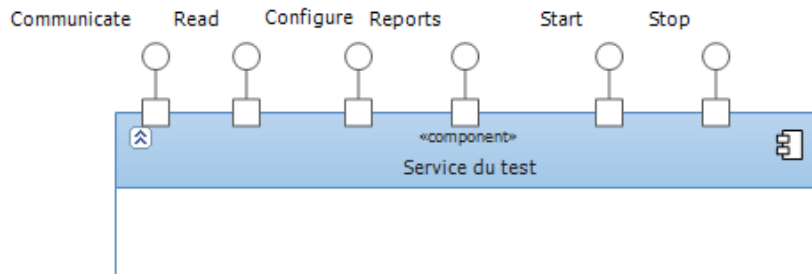 Communicate Read Configure Reports Start Stop
«component»
Service du test